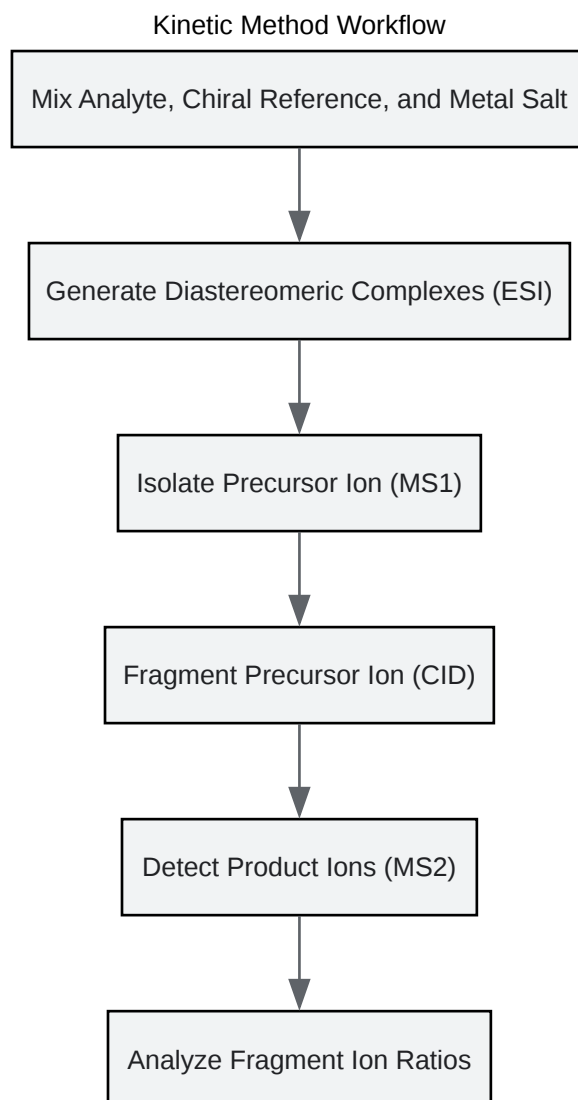 Kinetic Method Workflow
Mix Analyte, Chiral Reference, and Metal Salt
Generate Diastereomeric Complexes (ESI)
Isolate Precursor Ion (MS1)
Fragment Precursor Ion (CID)
Detect Product Ions (MS2)
Analyze Fragment Ion Ratios